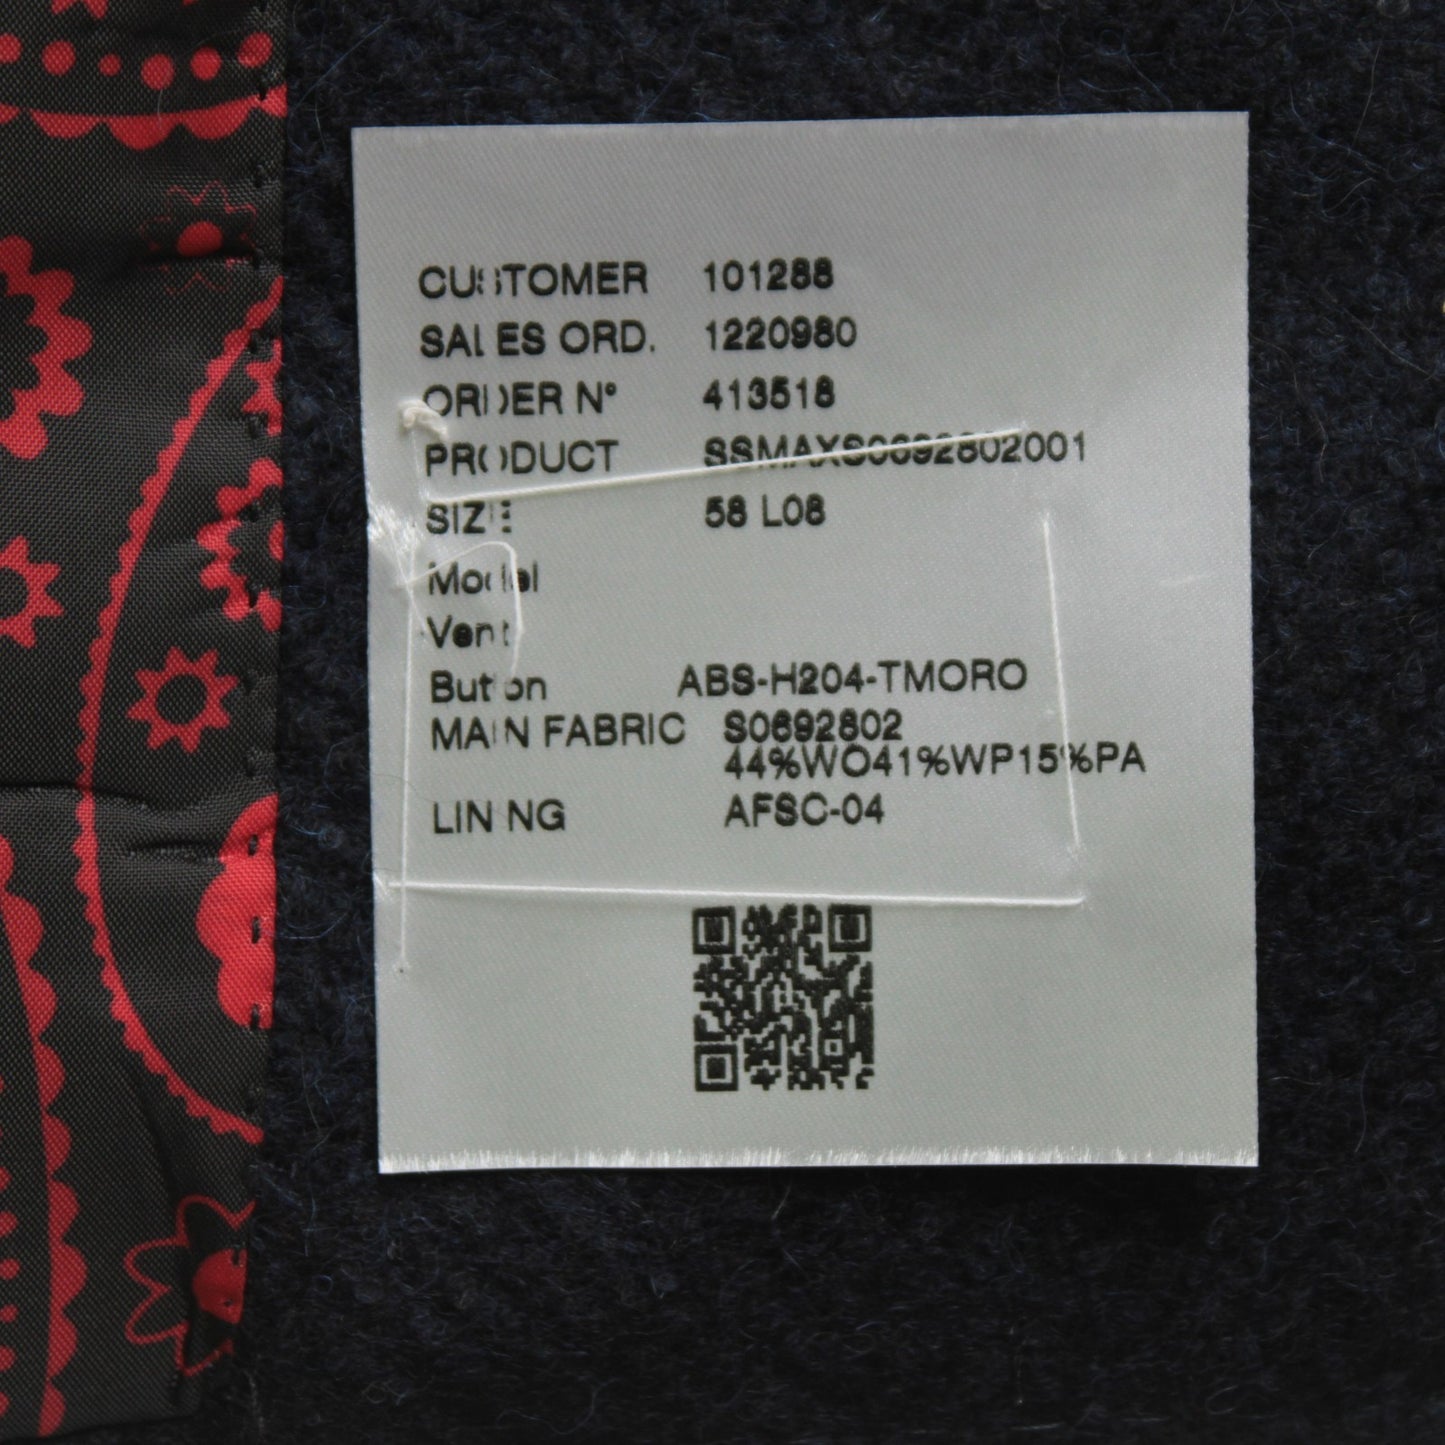 CUSTOMER 101288
SALES ORD. 1220980
ORDER N° 413518
PRODUCT SSMAXS0692802001
SIZE 58 L08
Model
Vent
Button ABS-H204-TMORO
MAIN FABRIC S0692802
44%WO41%WP15%PA
LINING AFSC-04